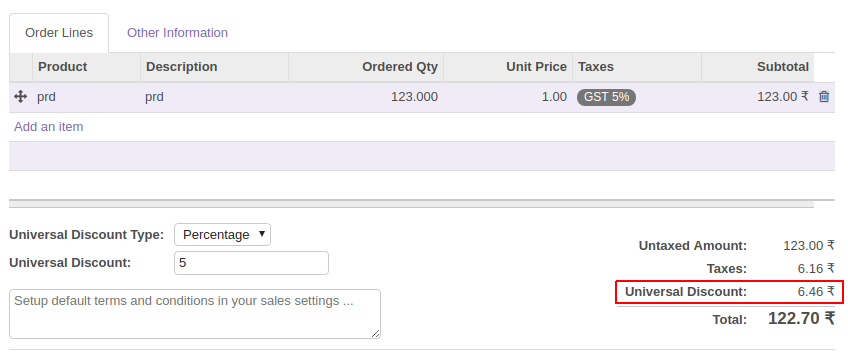 Order Lines Other Information
Product Description Ordered Qty Unit Price Taxes Subtotal
prd prd 123.000 1.00 GST 5% 123.00 ₹
Add an item
Universal Discount Type: Percentage
Universal Discount: 5
Setup default terms and conditions in your sales settings ...
Untaxed Amount: 123.00 ₹
Taxes: 6.16 ₹
Universal Discount: 6.46 ₹
Total: 122.70 ₹